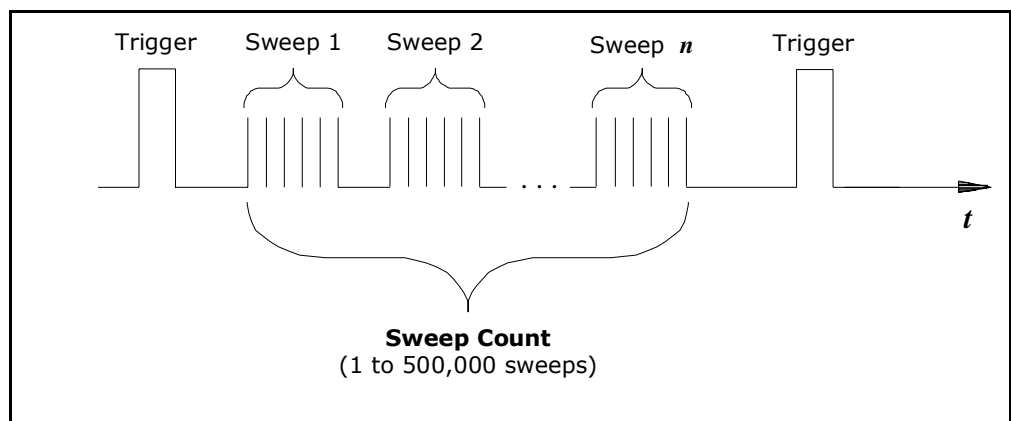 Trigger Sweep 1 Sweep 2 Sweep n Trigger
. . .
t
Sweep Count
(1 to 500,000 sweeps)